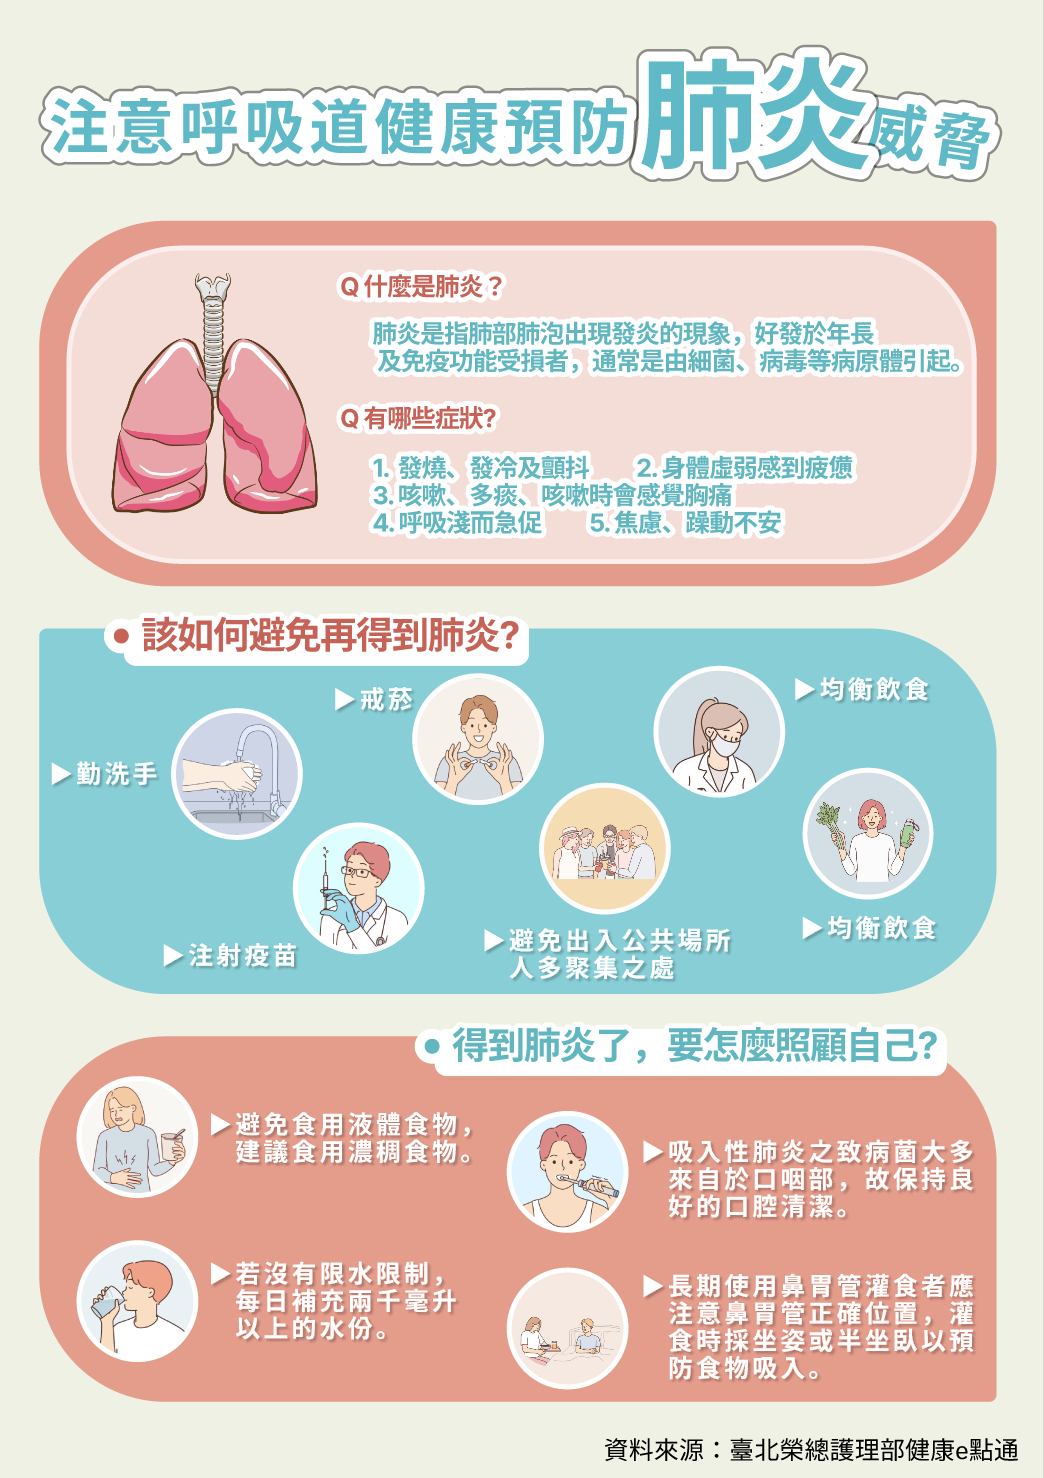 注意呼吸道健康預防肺炎威脅
Q 什麼是肺炎？
肺炎是指肺部肺泡出現發炎的現象，好發於年長
及免疫功能受損者，通常是由細菌、病毒等病原體引起。
Q 有哪些症狀?
1. 發燒、發冷及顫抖 2. 身體虛弱感到疲憊
3. 咳嗽、多痰、咳嗽時會感覺胸痛
4. 呼吸淺而急促 5. 焦慮、躁動不安
• 該如何避免再得到肺炎?
▶戒菸
▶均衡飲食
▶勤洗手
▶注射疫苗
▶避免出入公共場所
人多聚集之處
▶均衡飲食
• 得到肺炎了，要怎麼照顧自己?
▶避免食用液體食物，
建議食用濃稠食物。
▶吸入性肺炎之致病菌大多
來自於口咽部，故保持良
好的口腔清潔。
▶若沒有限水限制，
每日補充兩千毫升
以上的水份。
▶長期使用鼻胃管灌食者應
注意鼻胃管正確位置，灌
食時採坐姿或半坐臥以預
防食物吸入。
資料來源：臺北榮總護理部健康e點通